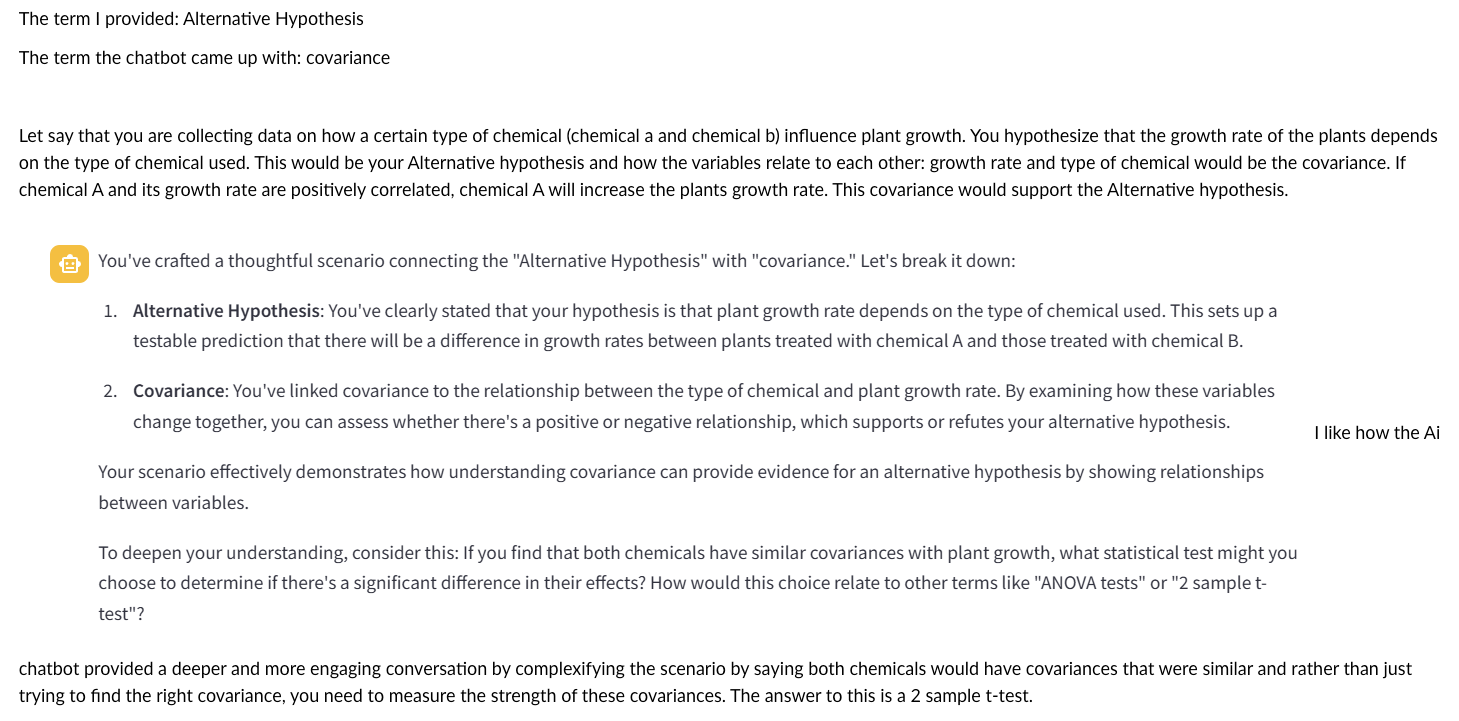 The term I provided: Alternative Hypothesis
The term the chatbot came up with: covariance
Let say that you are collecting data on how a certain type of chemical (chemical a and chemical b) influence plant growth. You hypothesize that the growth rate of the plants depends
on the type of chemical used. This would be your Alternative hypothesis and how the variables relate to each other: growth rate and type of chemical would be the covariance. If
chemical A and its growth rate are positively correlated, chemical A will increase the plants growth rate. This covariance would support the Alternative hypothesis.
You've crafted a thoughtful scenario connecting the "Alternative Hypothesis" with "covariance." Let's break it down:
1. Alternative Hypothesis: You've clearly stated that your hypothesis is that plant growth rate depends on the type of chemical used. This sets up a
testable prediction that there will be a difference in growth rates between plants treated with chemical A and those treated with chemical B.
2. Covariance: You've linked covariance to the relationship between the type of chemical and plant growth rate. By examining how these variables
change together, you can assess whether there's a positive or negative relationship, which supports or refutes your alternative hypothesis.
Your scenario effectively demonstrates how understanding covariance can provide evidence for an alternative hypothesis by showing relationships
between variables.
To deepen your understanding, consider this: If you find that both chemicals have similar covariances with plant growth, what statistical test might you
choose to determine if there's a significant difference in their effects? How would this choice relate to other terms like "ANOVA tests" or "2 sample t-
test"?
I like how the Ai
chatbot provided a deeper and more engaging conversation by complexifying the scenario by saying both chemicals would have covariances that were similar and rather than just
trying to find the right covariance, you need to measure the strength of these covariances. The answer to this is a 2 sample t-test.